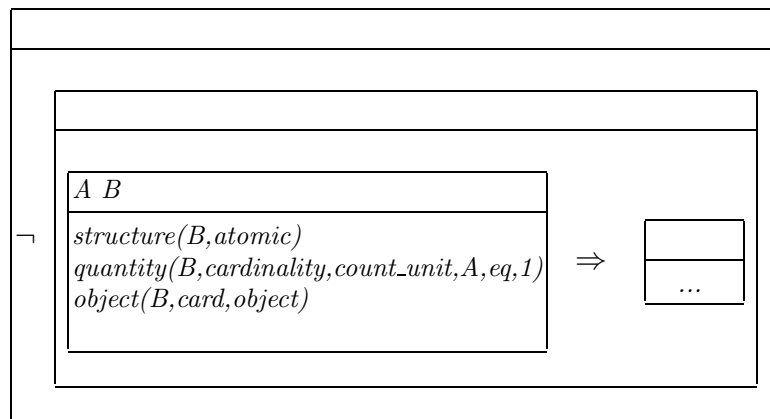 A B
structure(B,atomic)
¬ quantity(B,cardinality,count_unit,A,eq,1) ⇒
object(B,card,object) ...